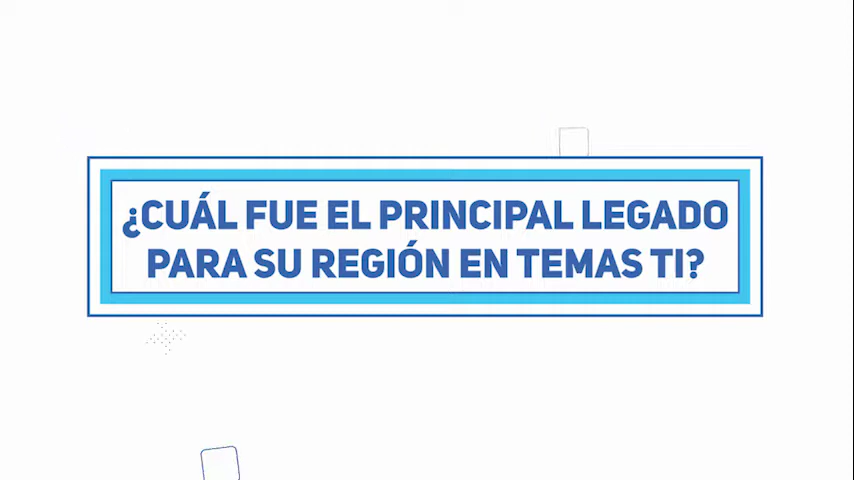 ¿CUÁL FUE EL PRINCIPAL LEGADO
PARA SU REGIÓN EN TEMAS TI?